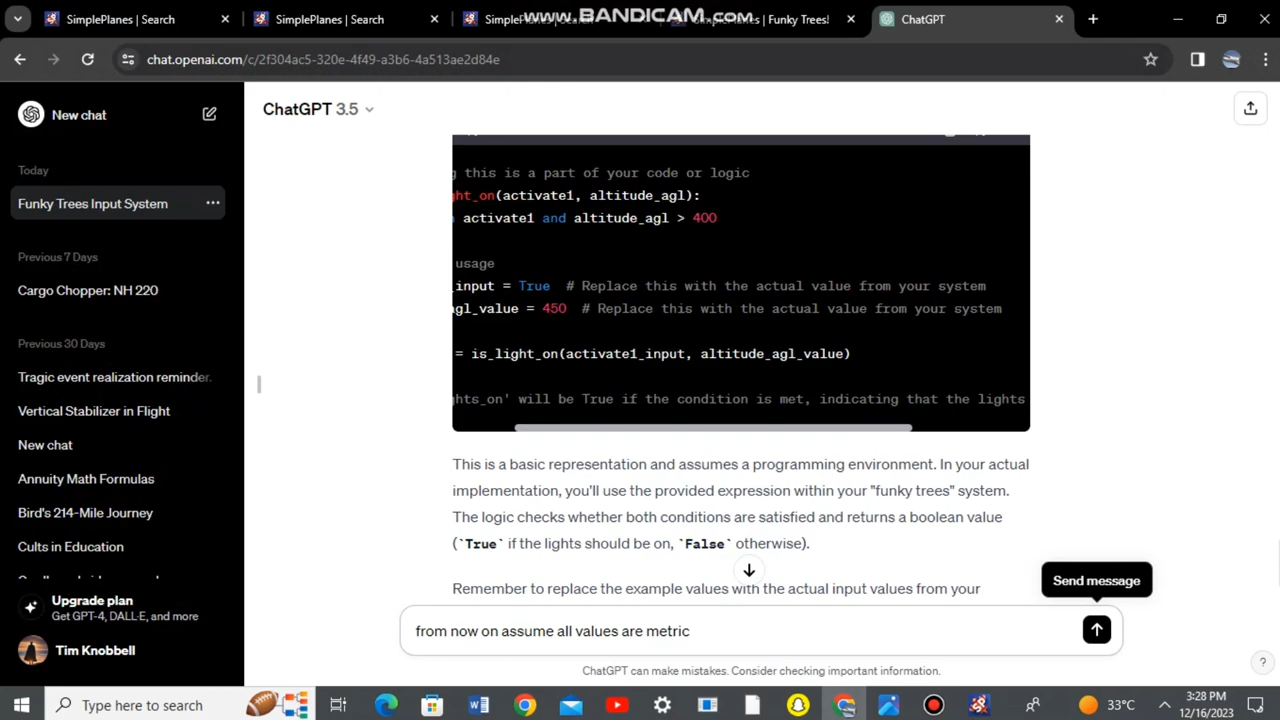 SimplePlanes | Search
SimplePlanes | Search
www.BANDICAM.com
| Funky Trees!
ChatGPT
chat.openai.com/c/2f304ac5-320e-4f49-a3b6-4a513ae2d84e
New chat
ChatGPT 3.5
Today
Funky Trees Input System
Previous 7 Days
Cargo Chopper: NH 220
Previous 30 Days
Tragic event realization reminder.
Vertical Stabilizer in Flight
New chat
Annuity Math Formulas
Bird's 214-Mile Journey
Cults in Education
Upgrade plan
Get GPT-4, DALL-E, and more
Tim Knobbell
g this is a part of your code or logic
ght_on(activate1, altitude_agl):
activate1 and altitude_agl > 400
usage
_input = True # Replace this with the actual value from your system
agl_value = 450 # Replace this with the actual value from your system
= is_light_on(activate1_input, altitude_agl_value)
ghts_on' will be True if the condition is met, indicating that the lights
This is a basic representation and assumes a programming environment. In your actual
implementation, you'll use the provided expression within your "funky trees" system.
The logic checks whether both conditions are satisfied and returns a boolean value
(`True` if the lights should be on, `False` otherwise).
Remember to replace the example values with the actual input values from your
Send message
from now on assume all values are metric
ChatGPT can make mistakes. Consider checking important information.
?
Type here to search
33°C
3:28 PM
12/16/2023